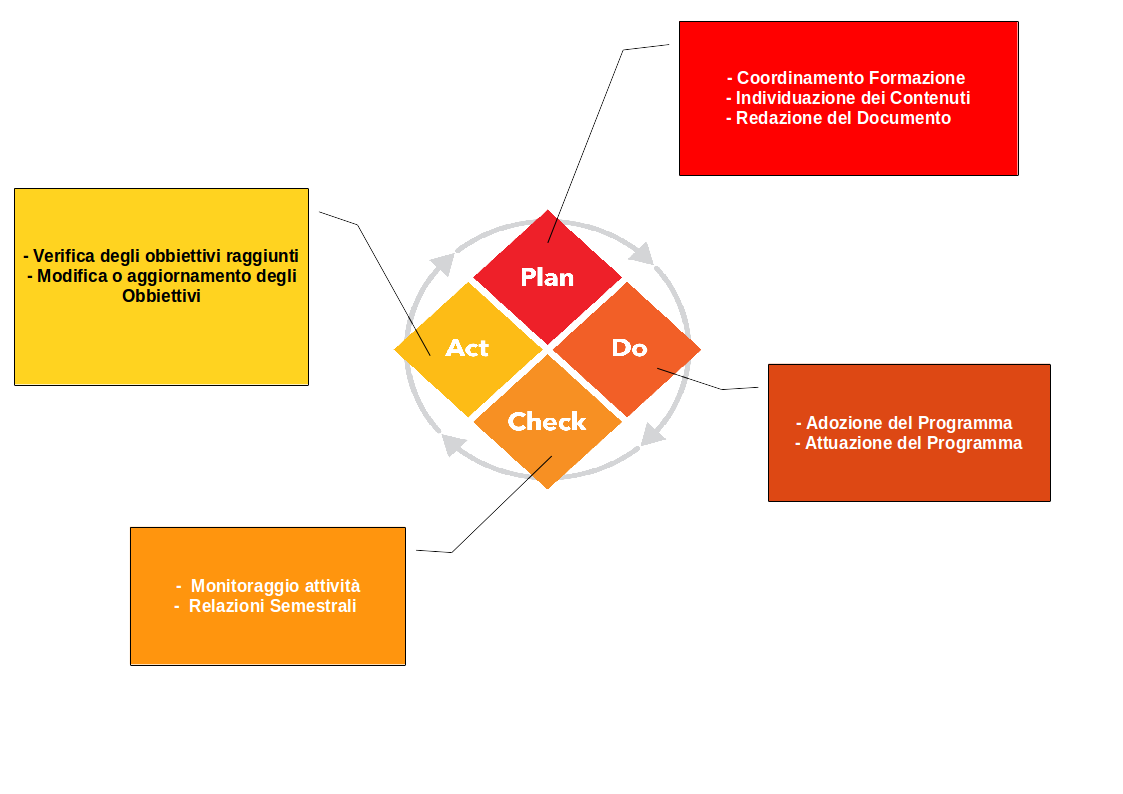 - Coordinamento Formazione
- Individuazione dei Contenuti
- Redazione del Documento
- Verifica degli obbiettivi raggiunti
- Modifica o aggiornamento degli
Obbiettivi
Plan
Act
Do
Check
- Adozione del Programma
- Attuazione del Programma
- Monitoraggio attività
- Relazioni Semestrali